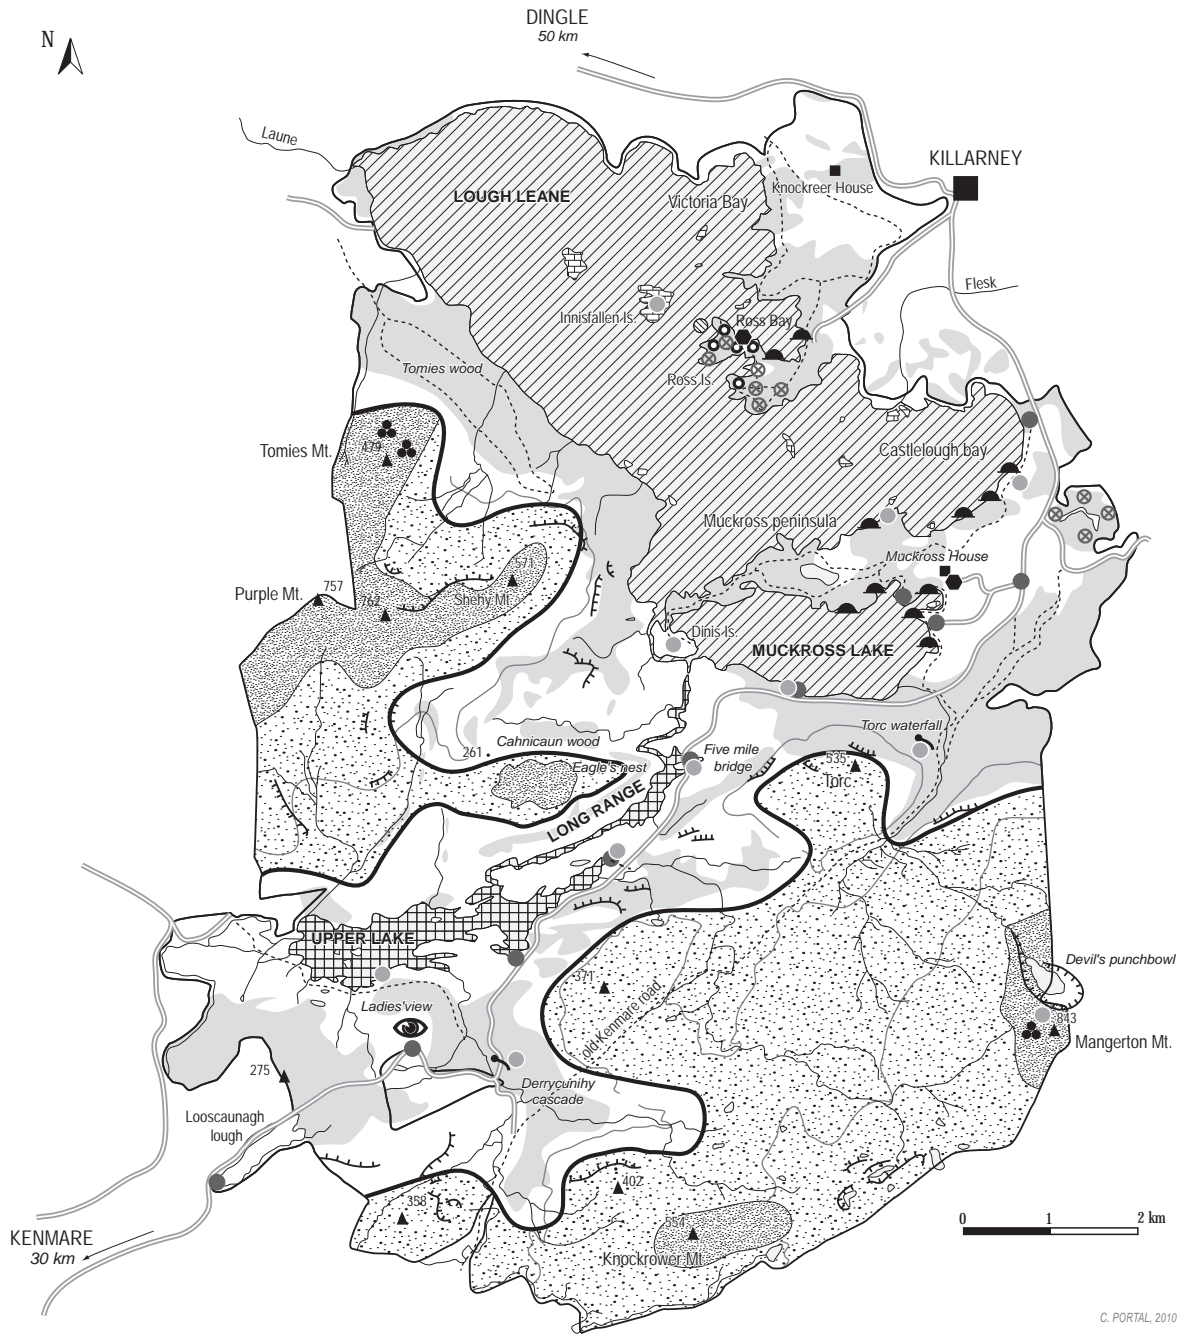 DINGLE
50 km
N
Laune
KILLARNEY
LOUGH LEANE
Victoria Bay
Knockreer House
Flesk
Innisfallen Is.
Ross Bay
Tomies wood
Ross Is.
Tomies Mt.
479
Castlelough bay
Muckross peninsula
Muckross House
571
Purple Mt.
757
762
Shehy Mt.
Dinis Is.
MUCKROSS LAKE
Torc waterfall
261
Cahnicaun wood
Five mile
bridge
Eagle's nest
535
Torc
LONG RANGE
UPPER LAKE
Devil's punchbowl
371
Ladies'view
old Kenmare road
843
Mangerton Mt.
275
Derrycunihy
cascade
Looscaunagh
lough
402
358
554
Knockrower Mt.
KENMARE
30 km
0 1 2 km
C. PORTAL, 2010